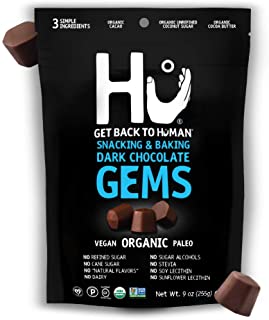 3 SIMPLE INGREDIENTS
ORGANIC CACAO
ORGANIC UNREFINED COCONUT SUGAR
ORGANIC COCOA BUTTER
HU®
GET BACK TO HUMAN®
SNACKING & BAKING
DARK CHOCOLATE
GEMS
VEGAN ORGANIC PALEO
NO REFINED SUGAR
NO CANE SUGAR
NO "NATURAL FLAVORS"
NO DAIRY
NO SUGAR ALCOHOLS
NO STEVIA
NO SOY LECITHIN
NO SUNFLOWER LECITHIN
USDA ORGANIC
Net Wt. 9 oz (255g)